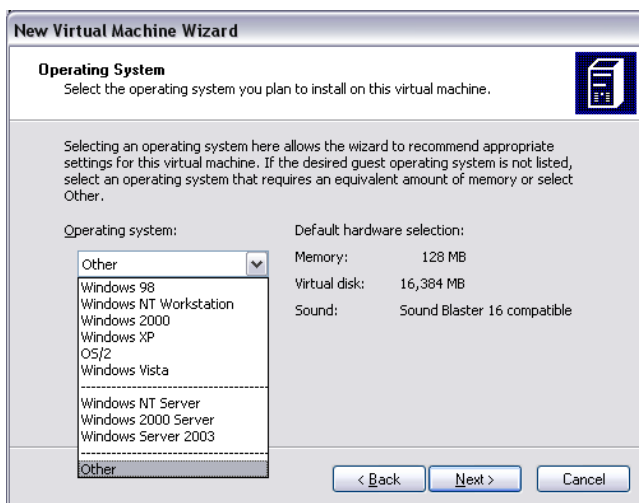 New Virtual Machine Wizard
Operating System
Select the operating system you plan to install on this virtual machine.
Selecting an operating system here allows the wizard to recommend appropriate
settings for this virtual machine. If the desired guest operating system is not listed,
select an operating system that requires an equivalent amount of memory or select
Other.
Operating system:
Other
Windows 98
Windows NT Workstation
Windows 2000
Windows XP
OS/2
Windows Vista
Windows NT Server
Windows 2000 Server
Windows Server 2003
Other
Default hardware selection:
Memory: 128 MB
Virtual disk: 16,384 MB
Sound: Sound Blaster 16 compatible
< Back Next > Cancel